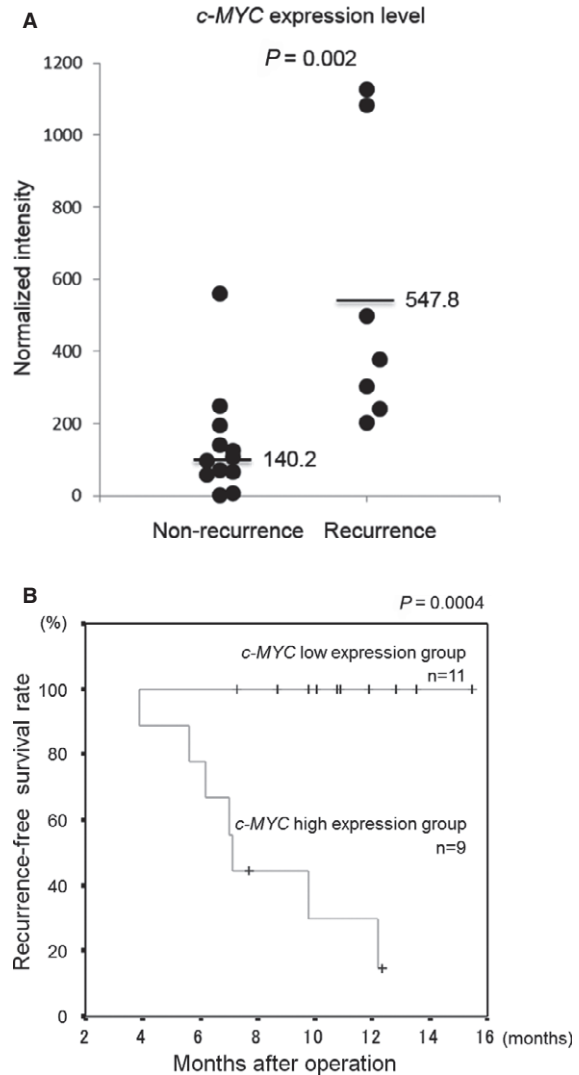 A
c-MYC expression level
P = 0.002
Normalized intensity
1200
1000
800
600
400
200
0
547.8
140.2
Non-recurrence Recurrence
B
P = 0.0004
(%)
c-MYC low expression group
n=11
100
80
60
40
20
0
c-MYC high expression group
n=9
Recurrence-free survival rate
2 4 6 8 10 12 14 16 (months)
Months after operation